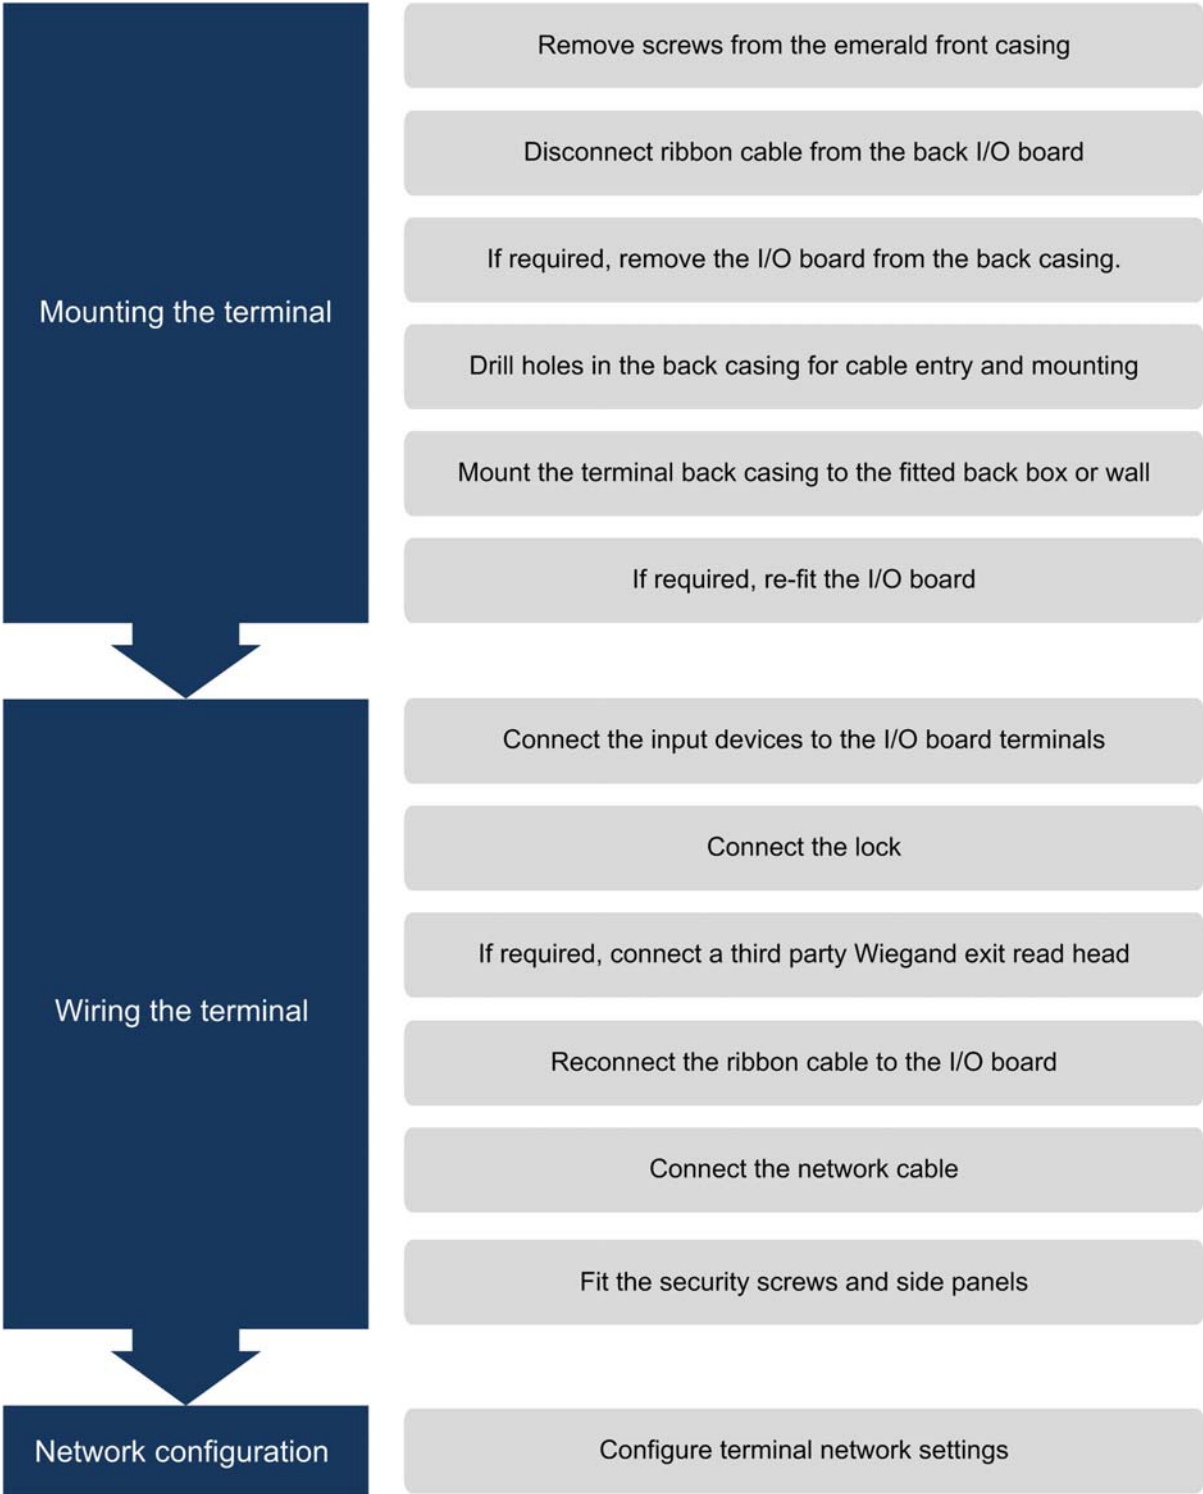 Mounting the terminal
Remove screws from the emerald front casing
Disconnect ribbon cable from the back I/O board
If required, remove the I/O board from the back casing.
Drill holes in the back casing for cable entry and mounting
Mount the terminal back casing to the fitted back box or wall
If required, re-fit the I/O board
Wiring the terminal
Connect the input devices to the I/O board terminals
Connect the lock
If required, connect a third party Wiegand exit read head
Reconnect the ribbon cable to the I/O board
Connect the network cable
Fit the security screws and side panels
Network configuration
Configure terminal network settings